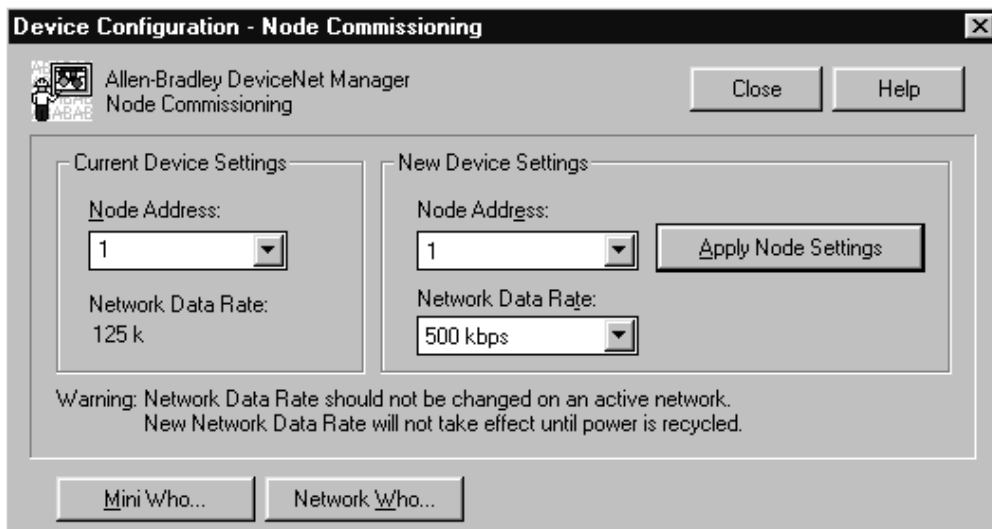 Device Configuration - Node Commissioning
Allen-Bradley DeviceNet Manager
Node Commissioning
Close
Help
Current Device Settings
Node Address:
1
Network Data Rate:
125 k
New Device Settings
Node Address:
1
Apply Node Settings
Network Data Rate:
500 kbps
Warning: Network Data Rate should not be changed on an active network.
New Network Data Rate will not take effect until power is recycled.
Mini Who...
Network Who...